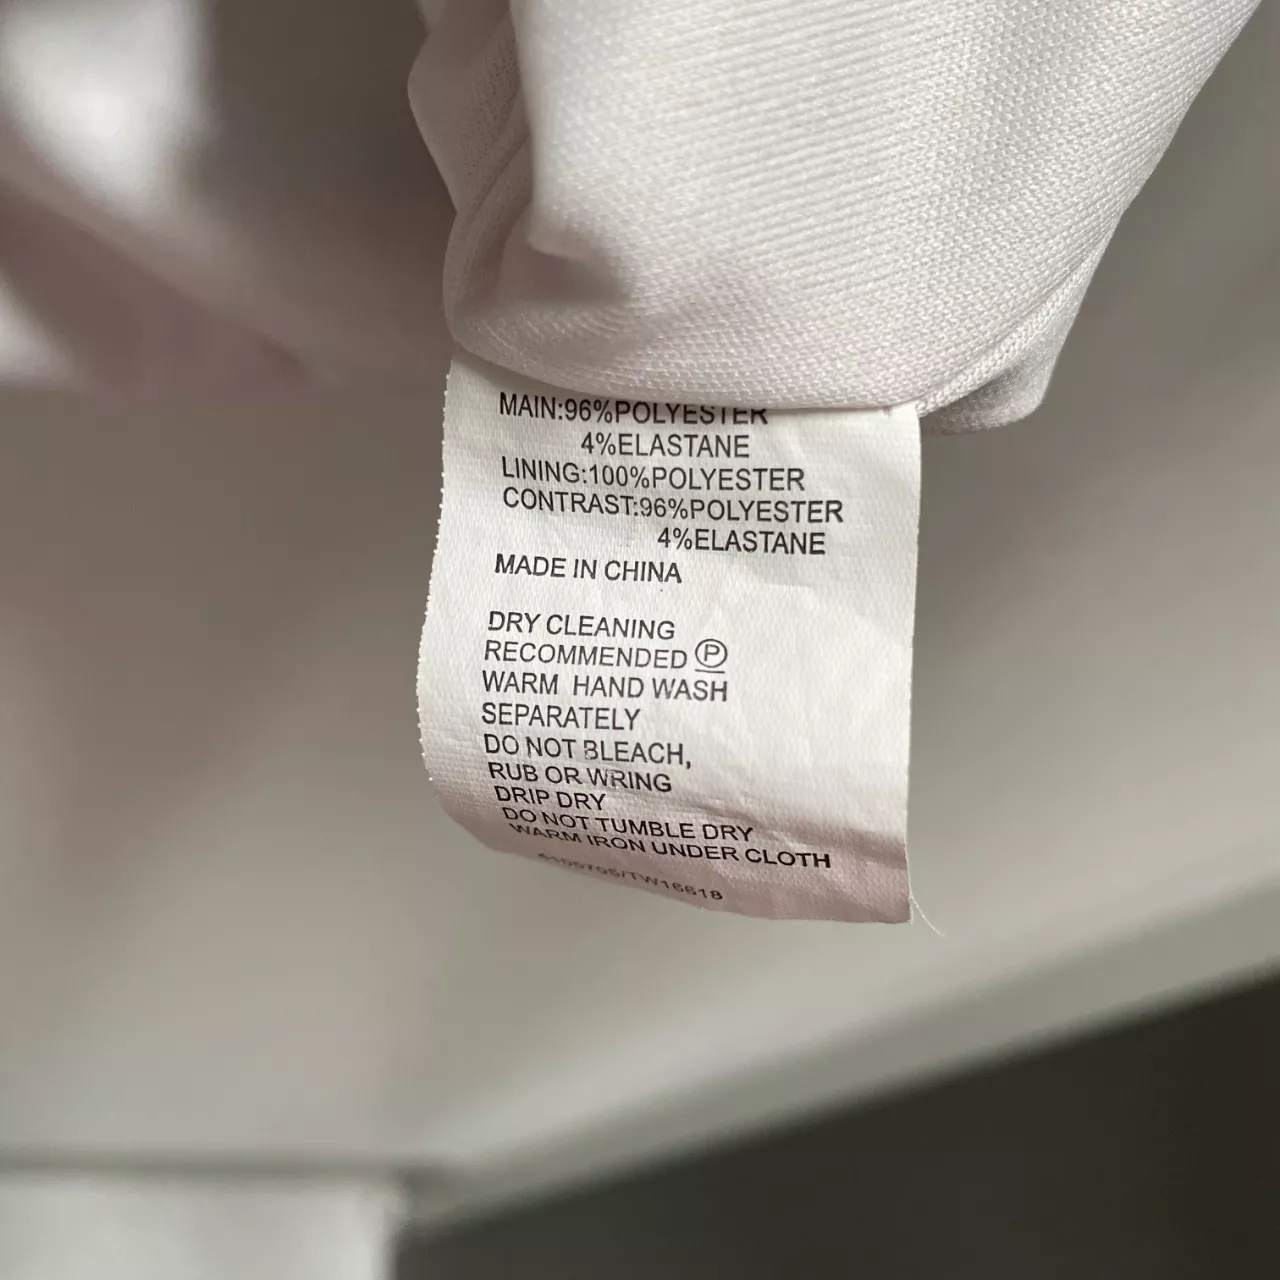 MAIN:96%POLYESTER
4%ELASTANE
LINING:100%POLYESTER
CONTRAST:96%POLYESTER
4%ELASTANE
MADE IN CHINA
DRY CLEANING
RECOMMENDED Ⓟ
WARM HAND WASH
SEPARATELY
DO NOT BLEACH,
RUB OR WRING
DRIP DRY
DO NOT TUMBLE DRY
WARM IRON UNDER CLOTH